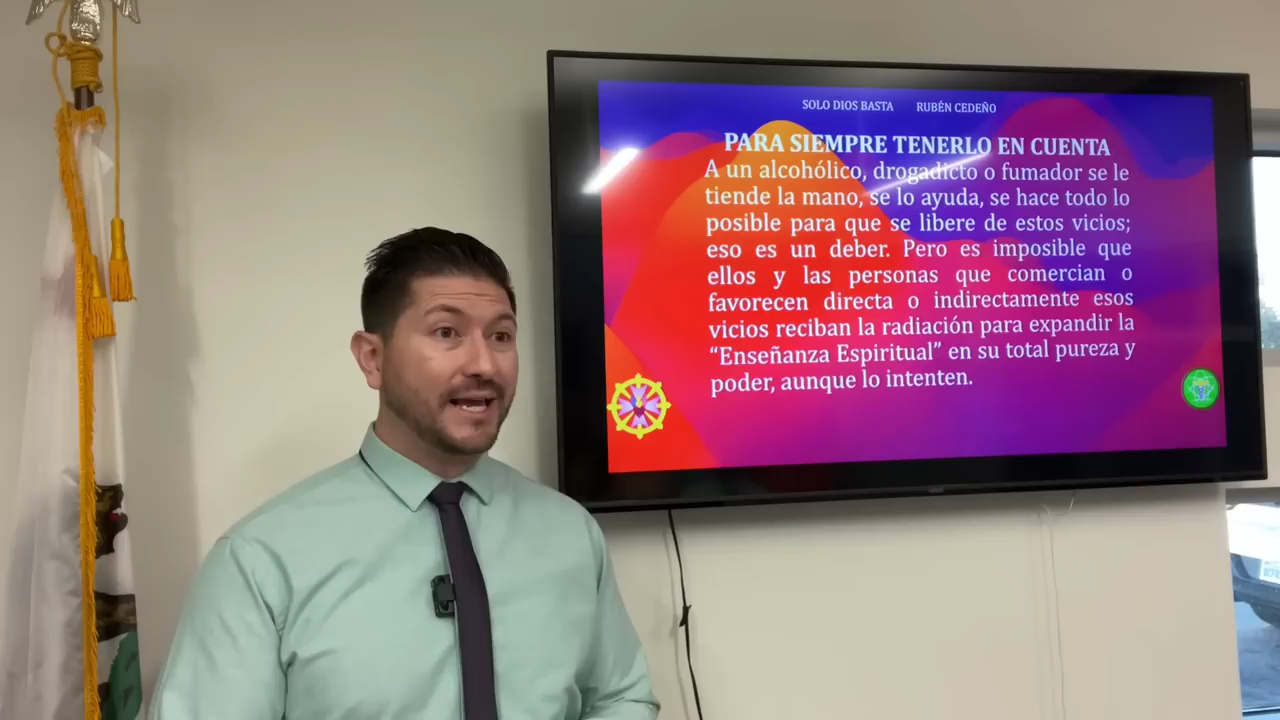 SOLO DIOS BASTA RUBÉN CEDEÑO
PARA SIEMPRE TENERLO EN CUENTA
A un alcohólico, drogadicto o fumador se le
tiende la mano, se lo ayuda, se hace todo lo
posible para que se libere de estos vicios;
eso es un deber. Pero es imposible que
ellos y las personas que comercian o
favorecen directa o indirectamente esos
vicios reciban la radiación para expandir la
“Enseñanza Espiritual” en su total pureza y
poder, aunque lo intenten.